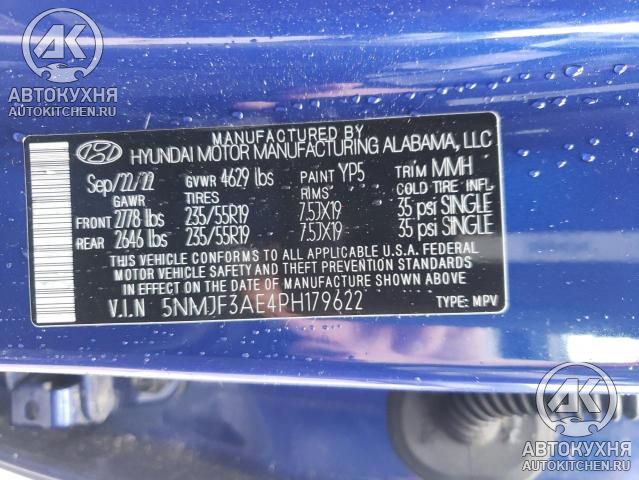 АК
АВТОКУХНЯ
AUTOKITCHEN.RU
MANUFACTURED BY
HYUNDAI MOTOR MANUFACTURING ALABAMA, LLC
Sep/22/22 GVWR 4629 lbs PAINT YP5 TRIM MMH
GAWR TIRES RIMS COLD TIRE INFL
FRONT 2778 lbs 235/55R19 7.5JX19 35 psi SINGLE
REAR 2646 lbs 235/55R19 7.5JX19 35 psi SINGLE
THIS VEHICLE CONFORMS TO ALL APPLICABLE U.S.A. FEDERAL
MOTOR VEHICLE SAFETY AND THEFT PREVENTION STANDARDS
IN EFFECT ON THE DATE OF MANUFACTURE SHOWN ABOVE.
V.I.N 5NMJF3AE4PH179622 TYPE: MPV
АК
АВТОКУХНЯ
AUTOKITCHEN.RU